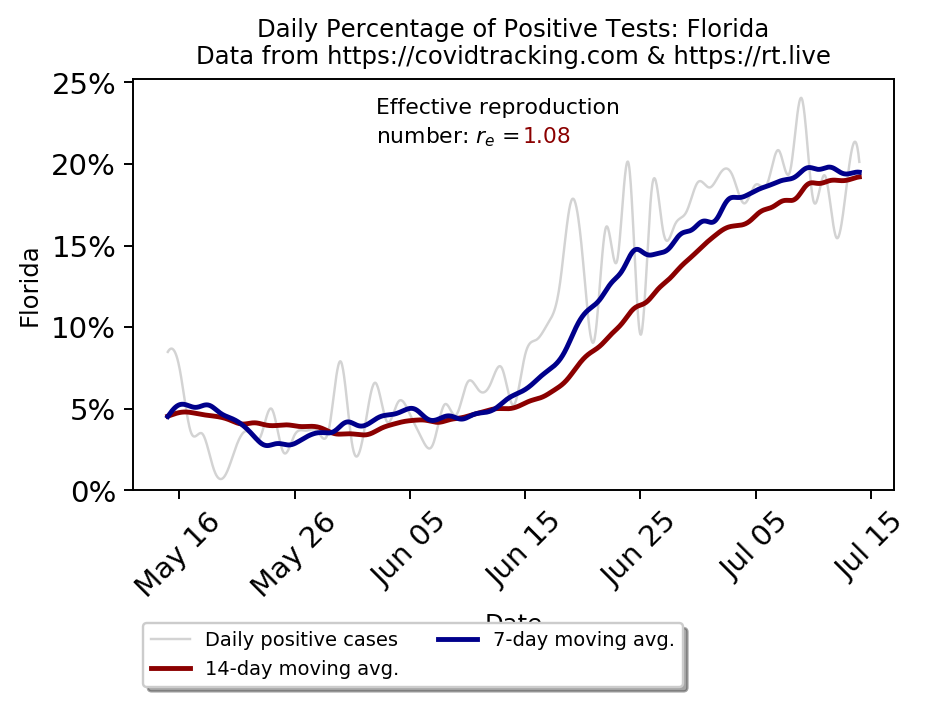 Daily Percentage of Positive Tests: Florida
Data from https://covidtracking.com & https://rt.live
Effective reproduction
number: rₑ =1.08
25%
20%
15%
10%
5%
0%
Florida
May 16
May 26
Jun 05
Jun 15
Jun 25
Jul 05
Jul 15
Date
Daily positive cases
7-day moving avg.
14-day moving avg.